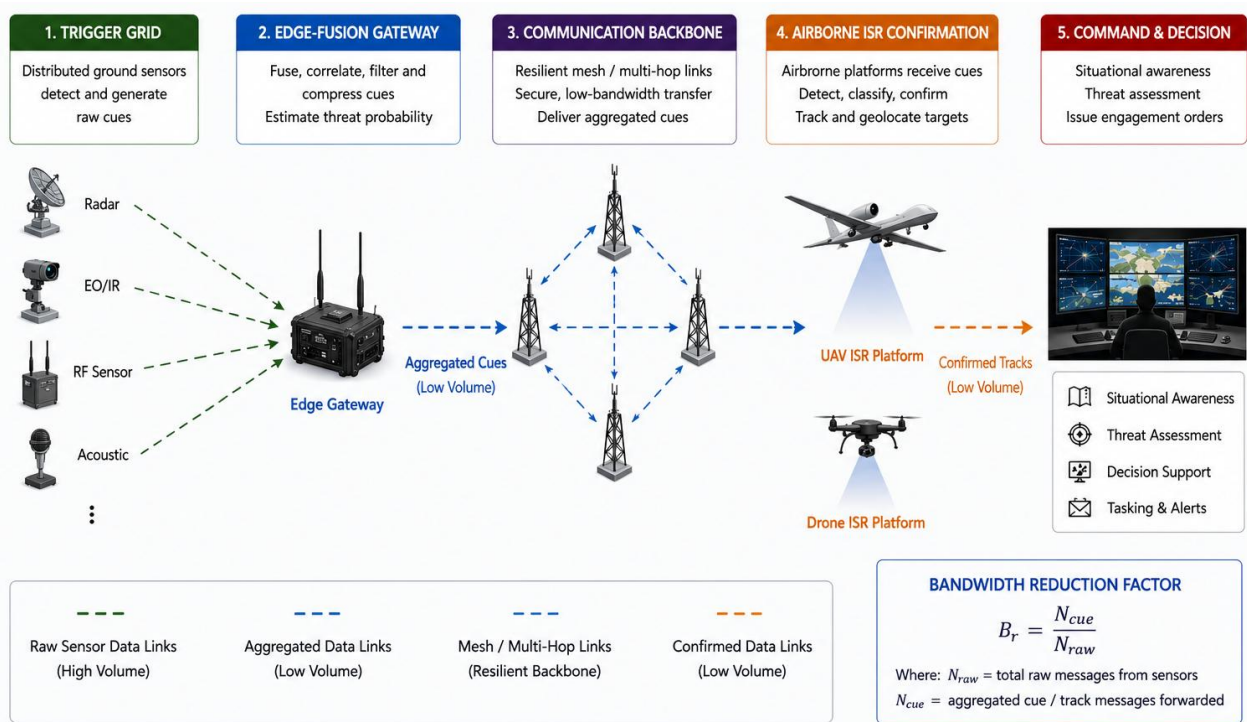 1. TRIGGER GRID
Distributed ground sensors
detect and generate
raw cues
2. EDGE-FUSION GATEWAY
Fuse, correlate, filter and
compress cues
Estimate threat probability
3. COMMUNICATION BACKBONE
Resilient mesh / multi-hop links
Secure, low-bandwidth transfer
Deliver aggregated cues
4. AIRBORNE ISR CONFIRMATION
Airborne platforms receive cues
Detect, classify, confirm
Track and geolocate targets
5. COMMAND & DECISION
Situational awareness
Threat assessment
Issue engagement orders
Radar
EO/IR
RF Sensor
Acoustic
Edge Gateway
Aggregated Cues
(Low Volume)
UAV ISR Platform
Drone ISR Platform
Confirmed Tracks
(Low Volume)
Situational Awareness
Threat Assessment
Decision Support
Tasking & Alerts
Raw Sensor Data Links
(High Volume)
Aggregated Data Links
(Low Volume)
Mesh / Multi-Hop Links
(Resilient Backbone)
Confirmed Data Links
(Low Volume)
BANDWIDTH REDUCTION FACTOR
B_r = N_cue / N_raw
Where: N_raw = total raw messages from sensors
N_cue = aggregated cue / track messages forwarded